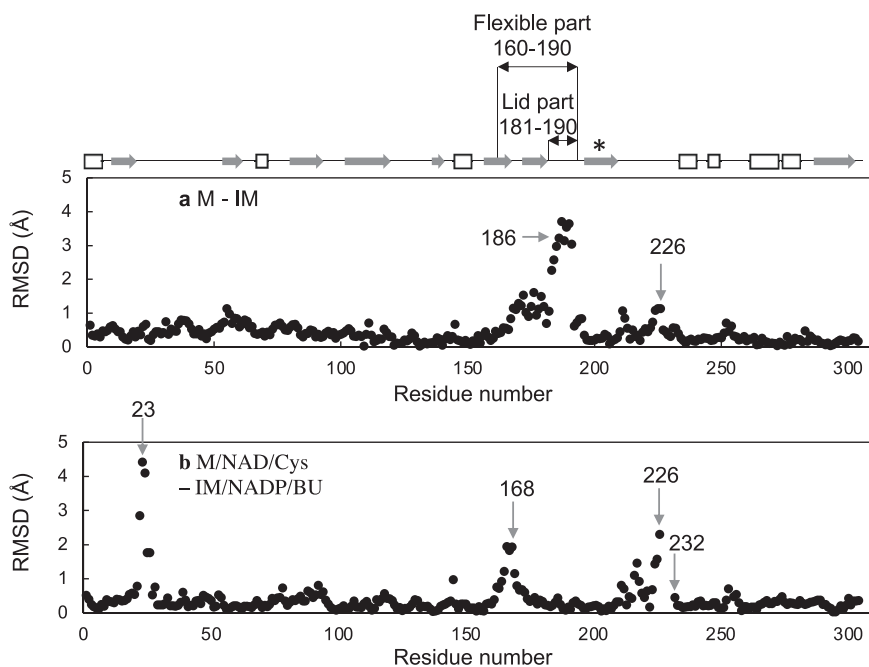 Flexible part
160-190
Lid part
181-190
*
a M - IM
186
226
RMSD (Å)
5
4
3
2
1
0
0 50 100 150 200 250 300
Residue number
23
b M/NAD/Cys
– IM/NADP/BU
168
226
232
RMSD (Å)
5
4
3
2
1
0
0 50 100 150 200 250 300
Residue number